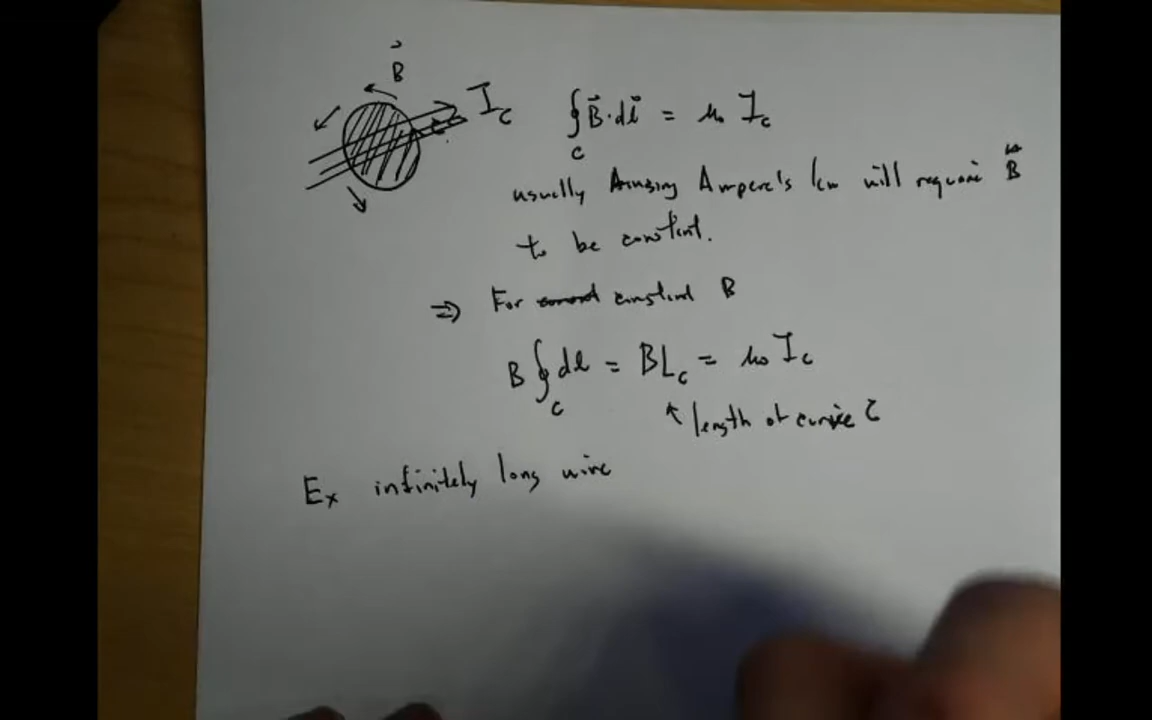 B⃗
I_c
∮_c B⃗·dl⃗ = μ₀ I_c
usually using Ampere's law will require B⃗
to be constant.
⇒ For constant B
B ∮_c dl = BL_c = μ₀ I_c
↑ length of curve C
Ex infinitely long wire